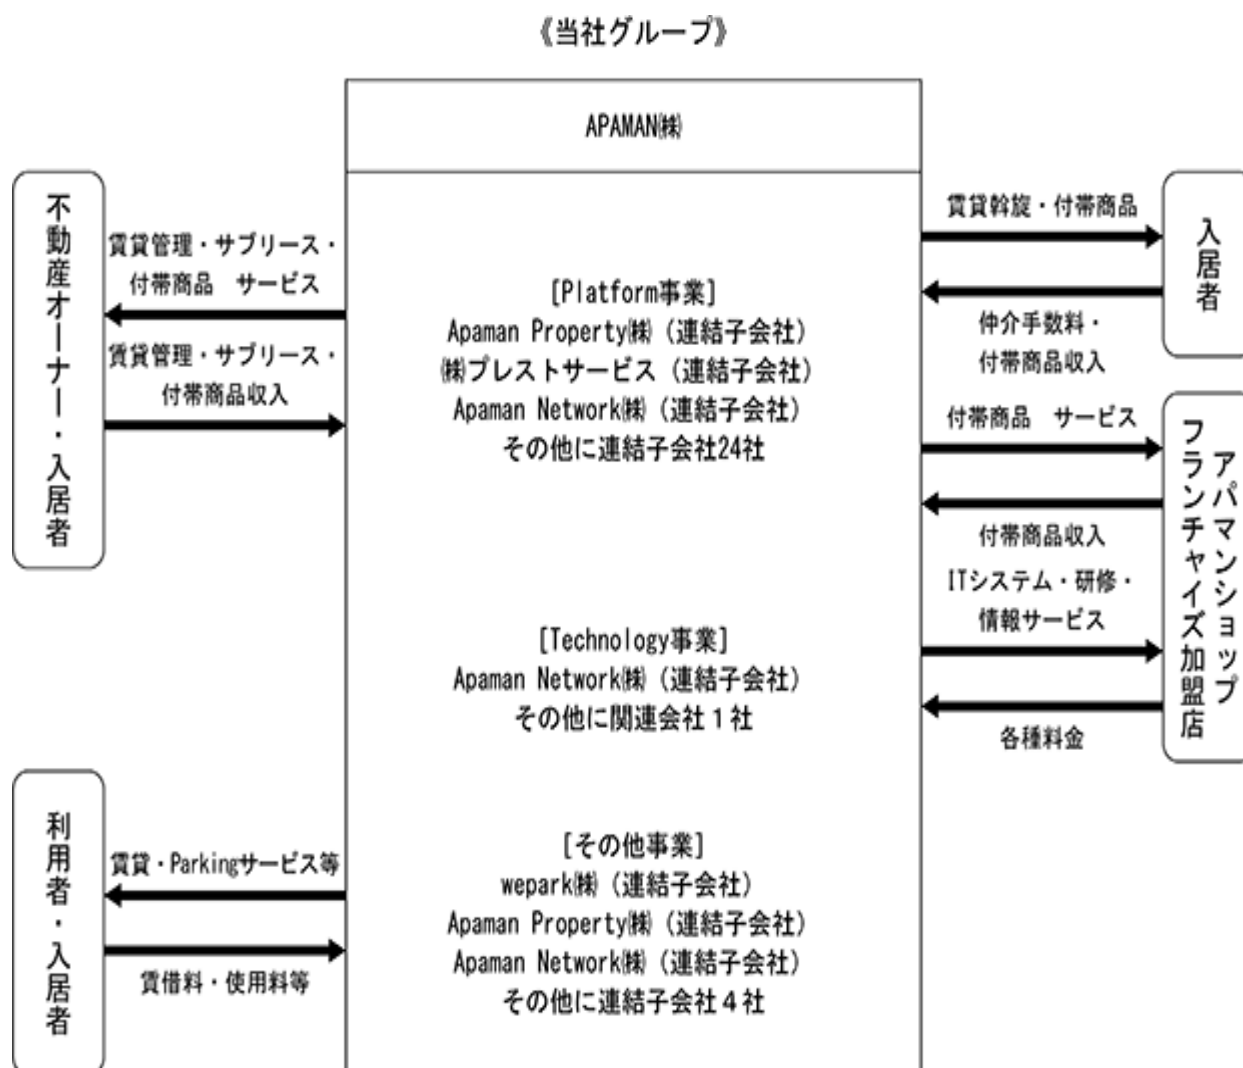 《当社グループ》
APAMAN㈱
不動産オーナー・入居者
賃貸管理・サブリース・
付帯商品　サービス
賃貸管理・サブリース・
付帯商品収入
[Platform事業]
Apaman Property㈱（連結子会社）
㈱プレストサービス（連結子会社）
Apaman Network㈱（連結子会社）
その他に連結子会社24社
賃貸斡旋・付帯商品
仲介手数料・
付帯商品収入
入居者
付帯商品　サービス
付帯商品収入
ITシステム・研修・
情報サービス
各種料金
アパマンショップ
フランチャイズ加盟店
[Technology事業]
Apaman Network㈱（連結子会社）
その他に関連会社１社
利用者・入居者
賃貸・Parkingサービス等
賃借料・使用料等
[その他事業]
wepark㈱（連結子会社）
Apaman Property㈱（連結子会社）
Apaman Network㈱（連結子会社）
その他に連結子会社４社